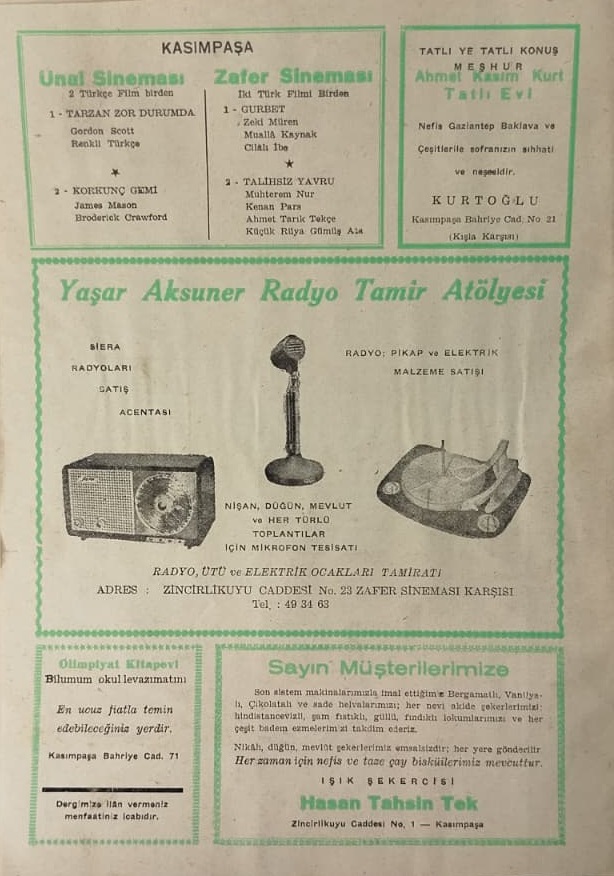 KASIMPAŞA
Ünal Sineması
2 Türkçe Film birden
1 - TARZAN ZOR DURUMDA
Gordon Scott
Renkli Türkçe
2 - KORKUNÇ GEMİ
James Mason
Broderick Crawford
Zafer Sineması
İki Türk Filmi Birden
1 - GURBET
Zeki Müren
Muallâ Kaynak
Cilâlı İbo
2 - TALİHSİZ YAVRU
Muhterem Nur
Kenan Pars
Ahmet Tarık Tekçe
Küçük Rüya Gümüş Ata
TATLI YE TATLI KONUŞ
MEŞHUR
Ahmet Kasım Kurt
Tatlı Evi
Nefis Gaziantep Baklava ve
Çeşitlerile sofranızın sıhhati
ve neşesidir.
KURTOĞLU
Kasımpaşa Bahriye Cad. No 21
(Kışla Karşısı)
Yaşar Aksuner Radyo Tamir Atölyesi
SİERA
RADYOLARI
SATIŞ
ACENTASI
RADYO; PİKAP ve ELEKTRİK
MALZEME SATIŞI
NİŞAN, DÜĞÜN, MEVLUT
ve HER TÜRLÜ
TOPLANTILAR
İÇİN MİKROFON TESİSATI
RADYO, ÜTÜ ve ELEKTRİK OCAKLARI TAMİRATI
ADRES : ZİNCİRLİKUYU CADDESİ No. 23 ZAFER SİNEMASI KARŞISI
Tel. : 49 34 63
Olimpiyat Kitapevi
Bilumum okul levazımatını
En ucuz fiatla temin
edebileceğiniz yerdir.
Kasımpaşa Bahriye Cad. 71
Dergimize ilân vermeniz
menfaatiniz icabıdır.
Sayın Müşterilerimize
Son sistem makinalarımızla imal ettiğimiz Bergamatlı, Vanilya-
lı, Çikolatalı ve sade helvalarımızı; her nevi akide şekerlerimizi;
hindistancevizli, şam fıstıklı, güllü, fındıklı lokumlarımızı ve her
çeşit badem ezmelerimizi takdim ederiz.
Nikâh, düğün, mevlût şekerlerimiz emsalsizdir; her yere gönderilir.
Her zaman için nefis ve taze çay bisküilerimiz mevcuttur.
IŞIK ŞEKERCİSİ
Hasan Tahsin Tek
Zincirlikuyu Caddesi No. 1 — Kasımpaşa